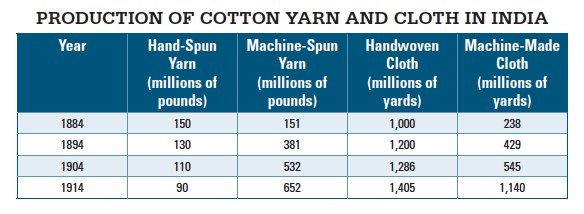 PRODUCTION OF COTTON YARN AND CLOTH IN INDIA
Year Hand-Spun Yarn (millions of pounds) Machine-Spun Yarn (millions of pounds) Handwoven Cloth (millions of yards) Machine-Made Cloth (millions of yards)
1884 150 151 1,000 238
1894 130 381 1,200 429
1904 110 532 1,286 545
1914 90 652 1,405 1,140